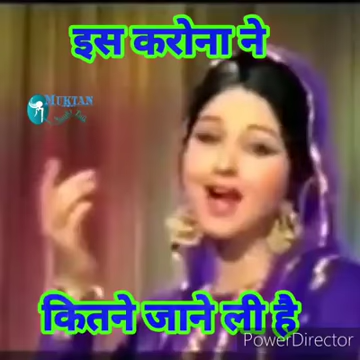 इस करोना ने
MUKTAN
कितने जाने ली है
PowerDirector